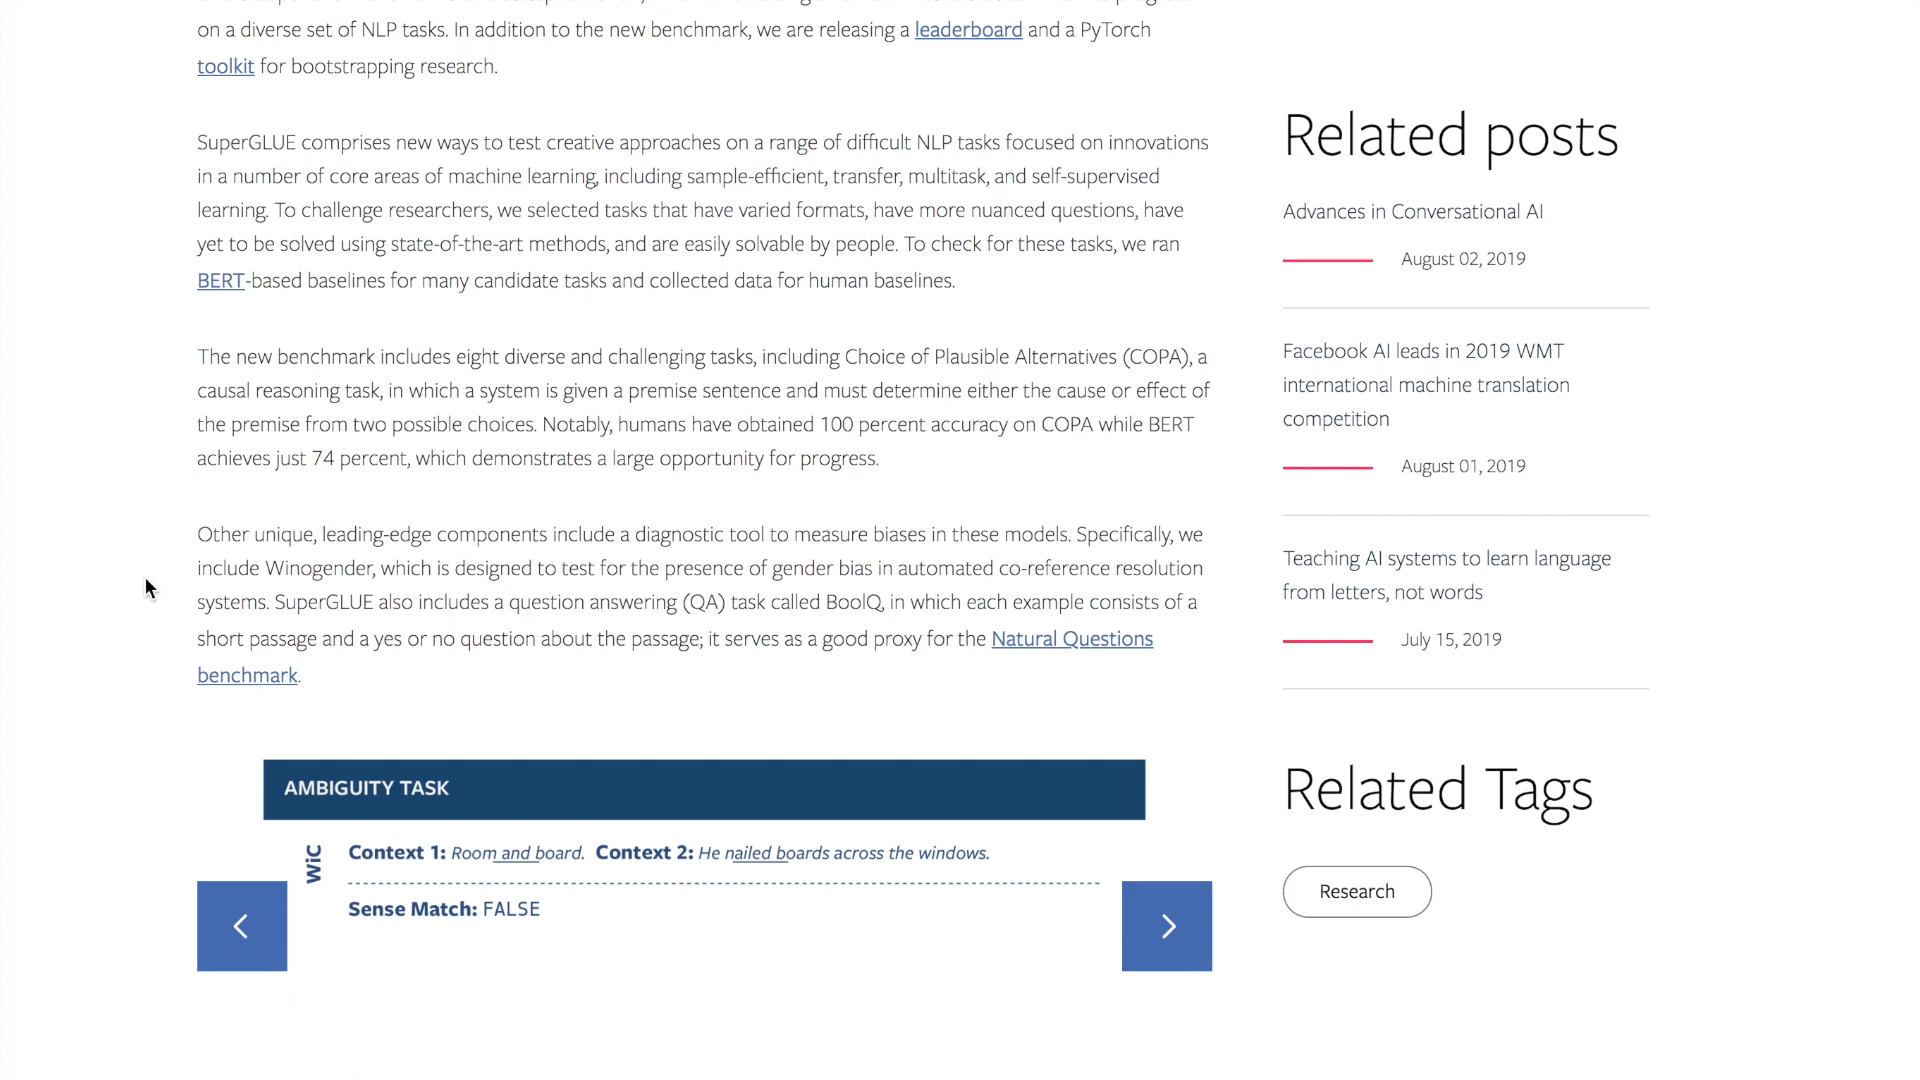 on a diverse set of NLP tasks. In addition to the new benchmark, we are releasing a leaderboard and a PyTorch
toolkit for bootstrapping research.
SuperGLUE comprises new ways to test creative approaches on a range of difficult NLP tasks focused on innovations
in a number of core areas of machine learning, including sample-efficient, transfer, multitask, and self-supervised
learning. To challenge researchers, we selected tasks that have varied formats, have more nuanced questions, have
yet to be solved using state-of-the-art methods, and are easily solvable by people. To check for these tasks, we ran
BERT-based baselines for many candidate tasks and collected data for human baselines.
The new benchmark includes eight diverse and challenging tasks, including Choice of Plausible Alternatives (COPA), a
causal reasoning task, in which a system is given a premise sentence and must determine either the cause or effect of
the premise from two possible choices. Notably, humans have obtained 100 percent accuracy on COPA while BERT
achieves just 74 percent, which demonstrates a large opportunity for progress.
Other unique, leading-edge components include a diagnostic tool to measure biases in these models. Specifically, we
include Winogender, which is designed to test for the presence of gender bias in automated co-reference resolution
systems. SuperGLUE also includes a question answering (QA) task called BoolQ, in which each example consists of a
short passage and a yes or no question about the passage; it serves as a good proxy for the Natural Questions
benchmark.
AMBIGUITY TASK
WiC
Context 1: Room and board. Context 2: He nailed boards across the windows.
Sense Match: FALSE
Related posts
Advances in Conversational AI
August 02, 2019
Facebook AI leads in 2019 WMT
international machine translation
competition
August 01, 2019
Teaching AI systems to learn language
from letters, not words
July 15, 2019
Related Tags
Research